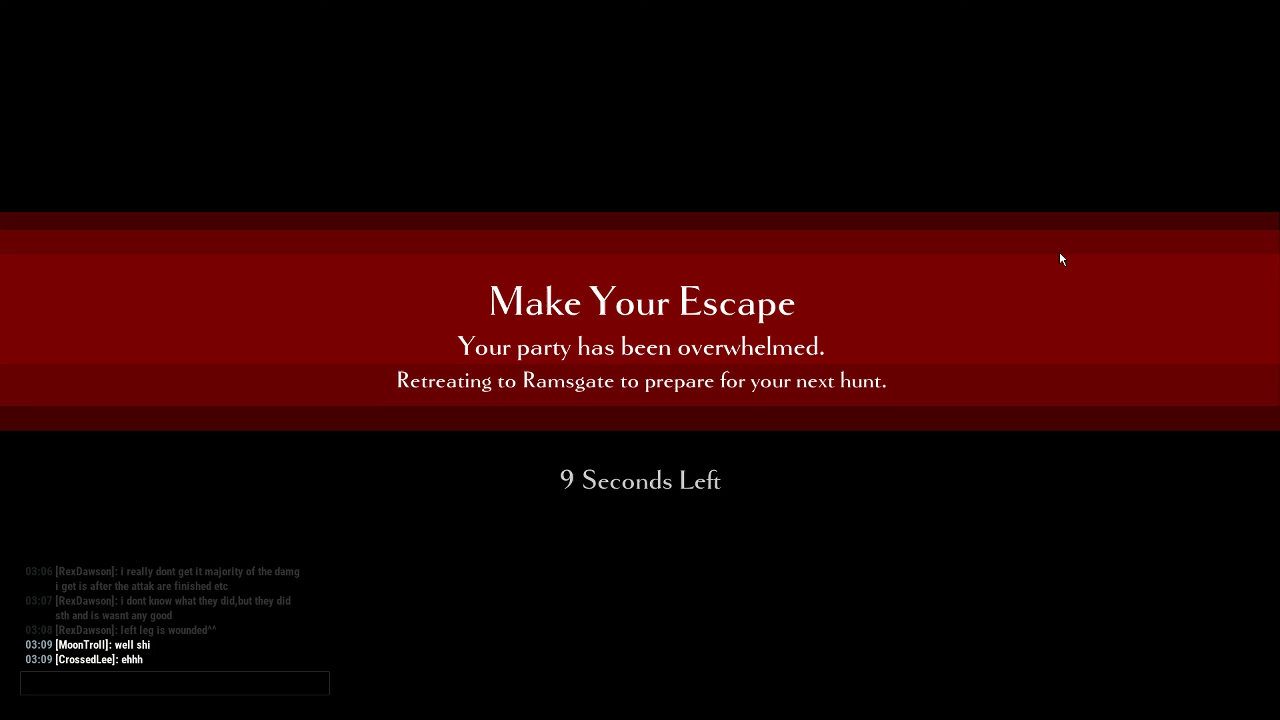 Make Your Escape
Your party has been overwhelmed.
Retreating to Ramsgate to prepare for your next hunt.
9 Seconds Left
03:06 [RexDawson]: i really dont get it majority of the damg
i get is after the attak are finished etc
03:07 [RexDawson]: i dont know what they did,but they did
sth and is wasnt any good
03:08 [RexDawson]: left leg is wounded^^
03:09 [MoonTroll]: well shi
03:09 [CrossedLee]: ehhh